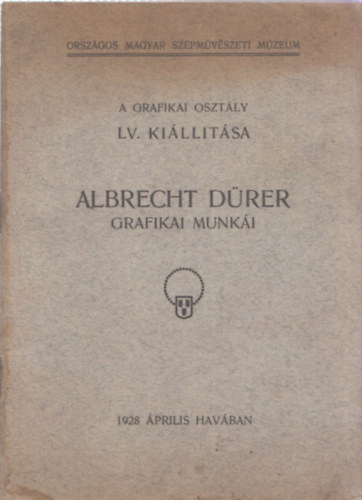 ORSZÁGOS MAGYAR SZÉPMŰVÉSZETI MÚZEUM
A GRAFIKAI OSZTÁLY
LV. KIÁLLITÁSA
ALBRECHT DÜRER
GRAFIKAI MUNKÁI
1928 ÁPRILIS HAVÁBAN